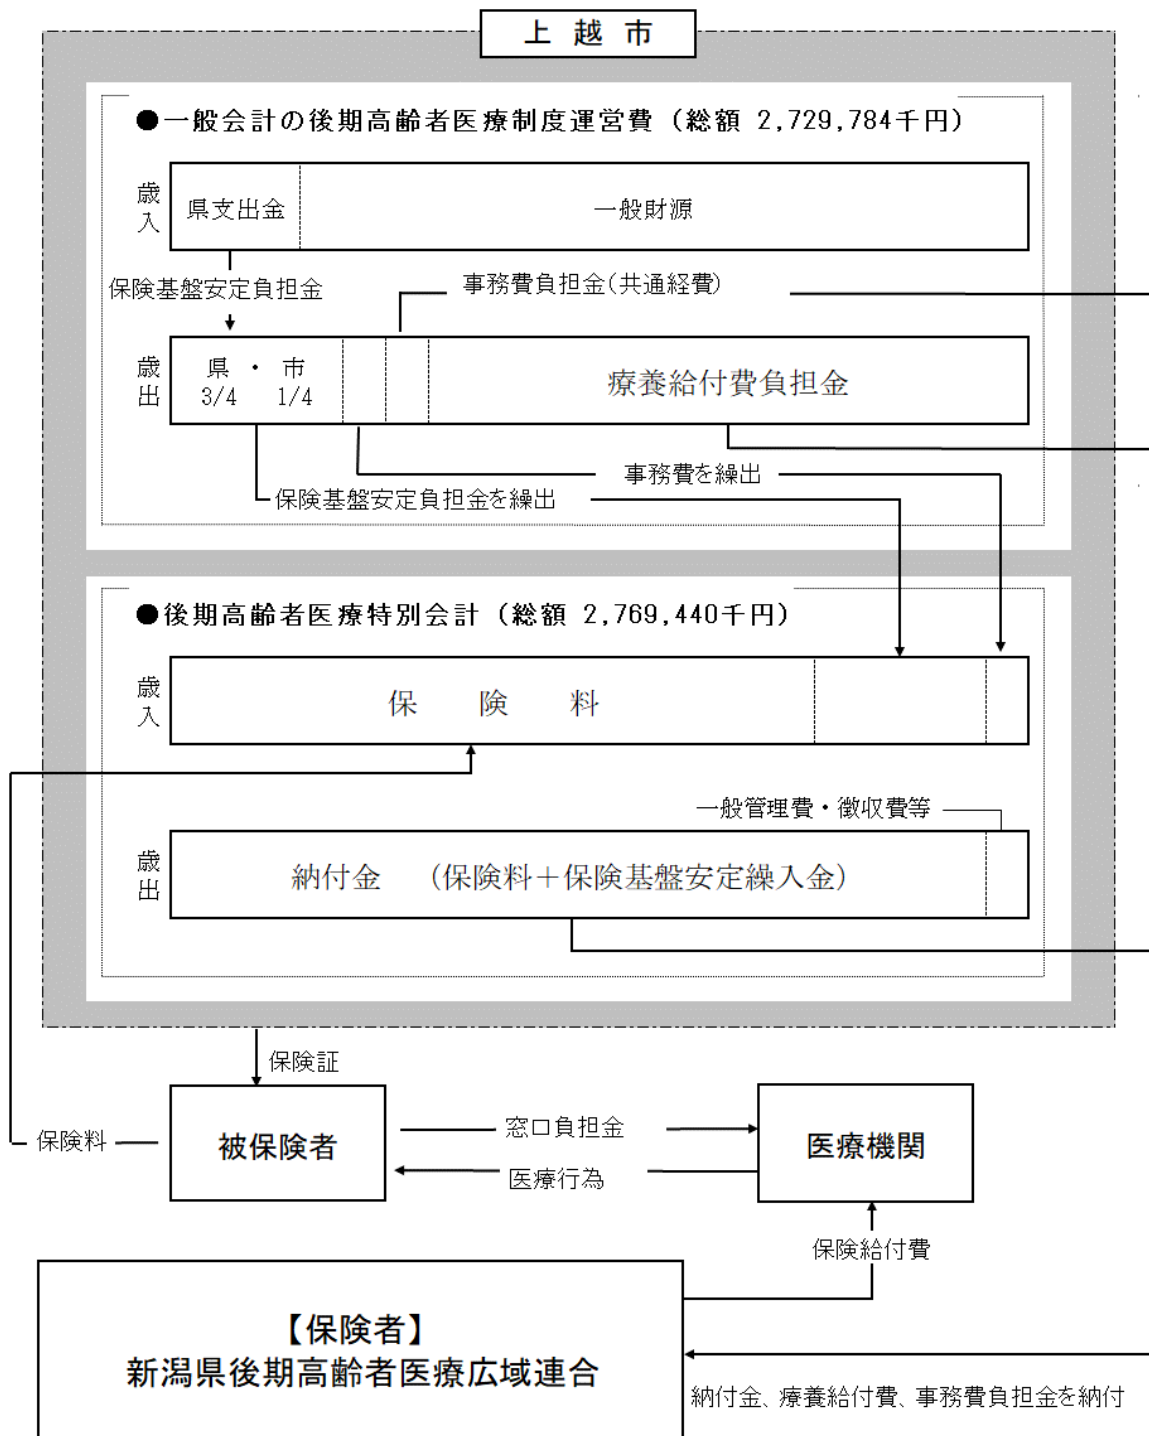 上越市
●一般会計の後期高齢者医療制度運営費（総額 2,729,784千円）
歳入
県支出金
一般財源
保険基盤安定負担金
事務費負担金(共通経費)
歳出
県・市
3/4 1/4
療養給付費負担金
事務費を繰出
保険基盤安定負担金を繰出
●後期高齢者医療特別会計（総額 2,769,440千円）
歳入
保険料
一般管理費・徴収費等
歳出
納付金 （保険料＋保険基盤安定繰入金）
保険証
保険料
被保険者
窓口負担金
医療行為
医療機関
保険給付費
【保険者】
新潟県後期高齢者医療広域連合
納付金、療養給付費、事務費負担金を納付